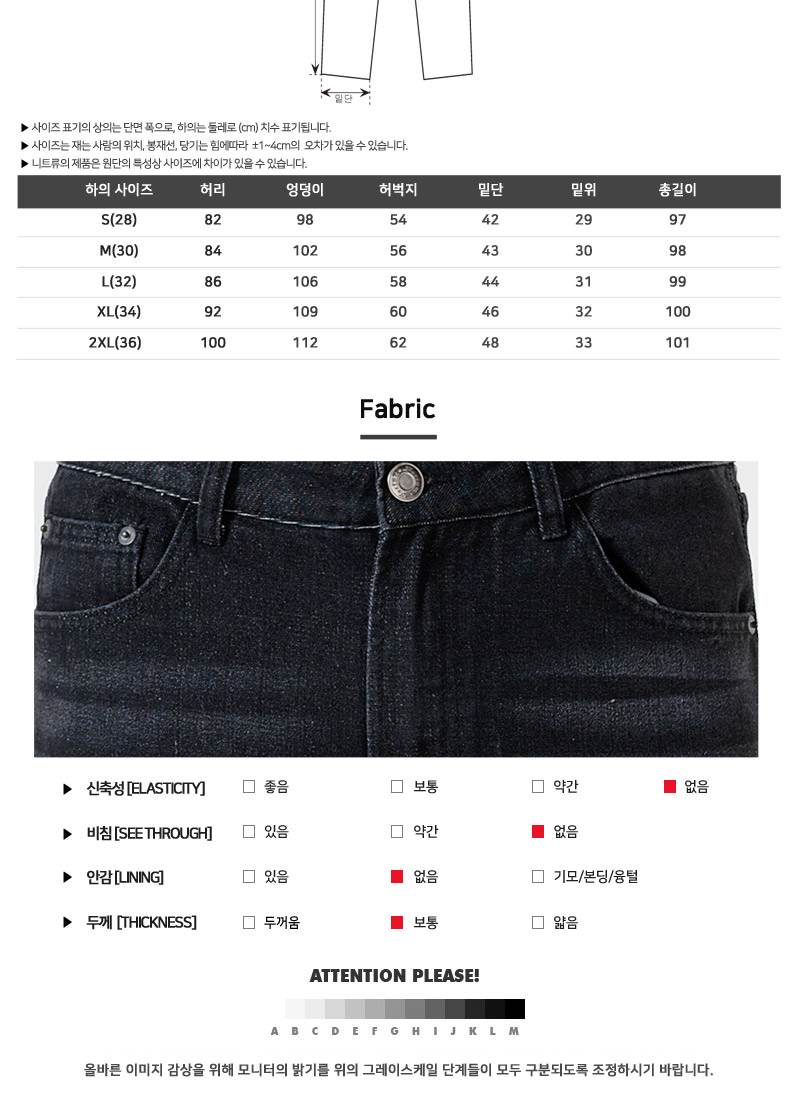 밑단
▶ 사이즈 표기의 상의는 단면 폭으로, 하의는 둘레로 (cm) 치수 표기됩니다.
▶ 사이즈는 재는 사람의 위치, 봉재선, 당기는 힘에따라 ±1~4cm의 오차가 있을 수 있습니다.
▶ 니트류의 제품은 원단의 특성상 사이즈에 차이가 있을 수 있습니다.
하의 사이즈 허리 엉덩이 허벅지 밑단 밑위 총길이
S(28) 82 98 54 42 29 97
M(30) 84 102 56 43 30 98
L(32) 86 106 58 44 31 99
XL(34) 92 109 60 46 32 100
2XL(36) 100 112 62 48 33 101
Fabric
▶ 신축성 [ELASTICITY] □ 좋음 □ 보통 □ 약간 ■ 없음
▶ 비침 [SEE THROUGH] □ 있음 □ 약간 ■ 없음
▶ 안감 [LINING] □ 있음 ■ 없음 □ 기모/본딩/융털
▶ 두께 [THICKNESS] □ 두꺼움 ■ 보통 □ 얇음
ATTENTION PLEASE!
A B C D E F G H I J K L M
올바른 이미지 감상을 위해 모니터의 밝기를 위의 그레이스케일 단계들이 모두 구분되도록 조정하시기 바랍니다.